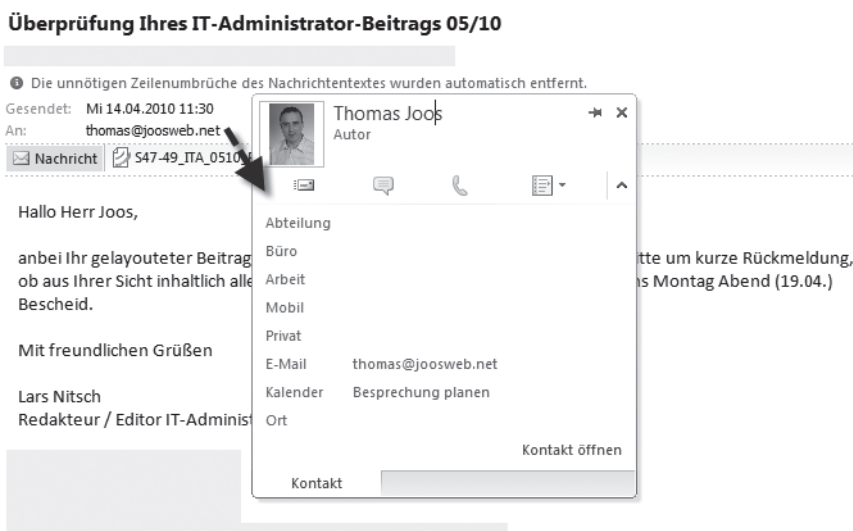 Überprüfung Ihres IT-Administrator-Beitrags 05/10
Die unnötigen Zeilenumbrüche des Nachrichtentextes wurden automatisch entfernt.
Gesendet: Mi 14.04.2010 11:30
An: thomas@joosweb.net
Nachricht S47-49_ITA_0510
Thomas Joos
Autor
Abteilung
Büro
Arbeit
Mobil
Privat
E-Mail thomas@joosweb.net
Kalender Besprechung planen
Ort
Kontakt öffnen
Kontakt
Hallo Herr Joos,
anbei Ihr gelayouteter Beitrag tte um kurze Rückmeldung,
ob aus Ihrer Sicht inhaltlich alle s Montag Abend (19.04.)
Bescheid.
Mit freundlichen Grüßen
Lars Nitsch
Redakteur / Editor IT-Adminis